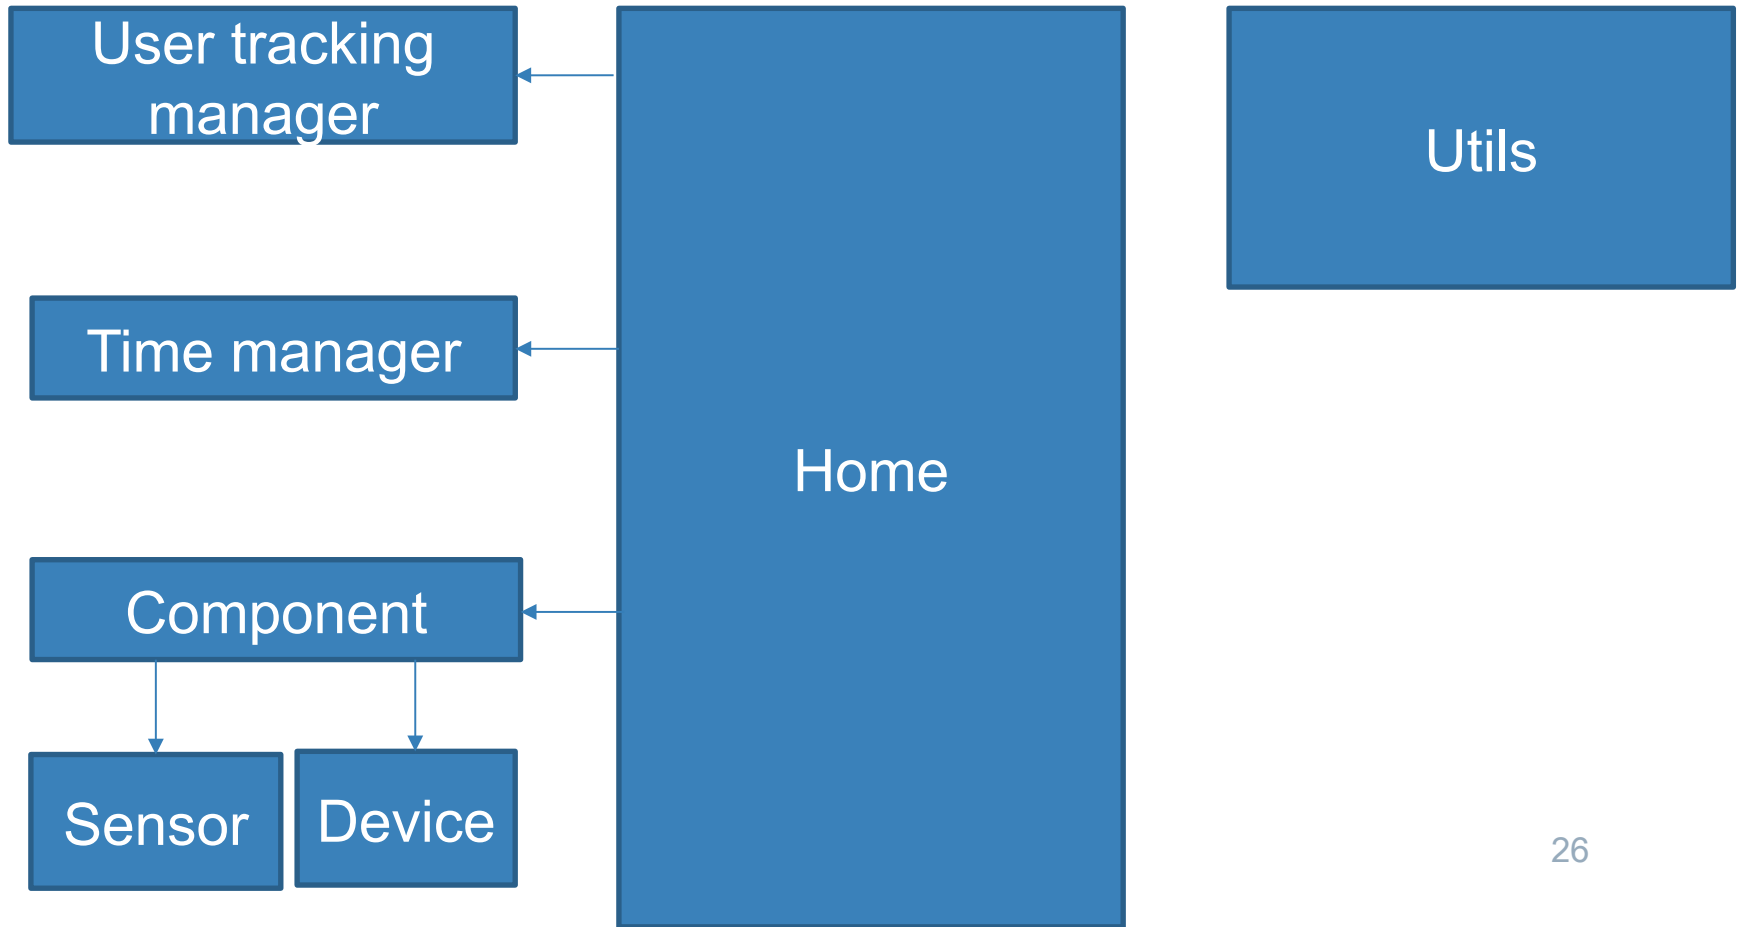 User tracking
manager
Utils
Time manager
Home
Component
Sensor
Device
26